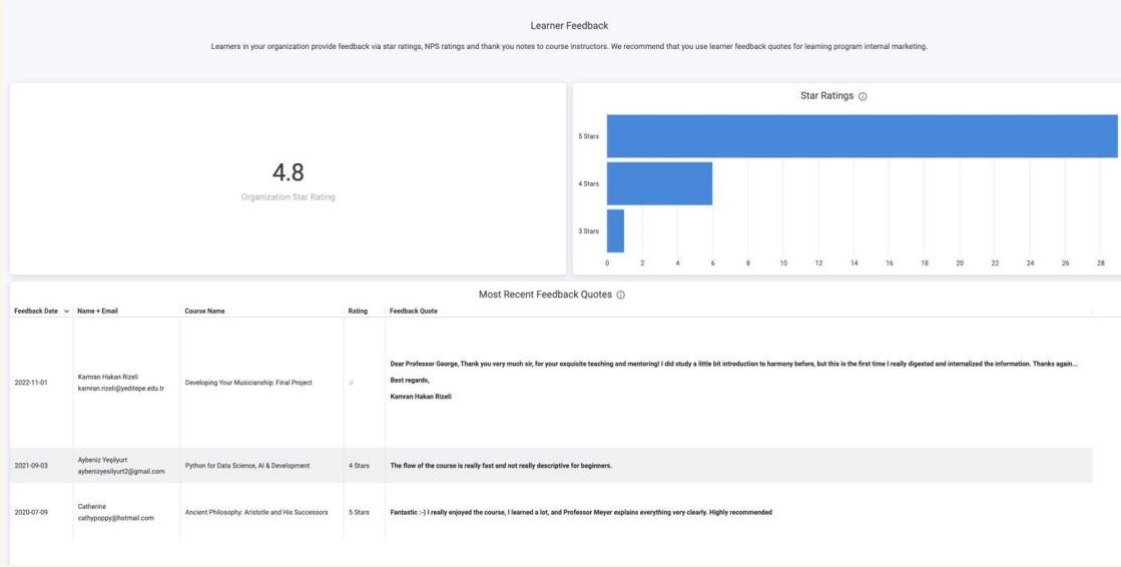 Learner Feedback
Learners in your organization provide feedback via star ratings, NPS ratings and thank you notes to course instructors. We recommend that you use learner feedback quotes for learning program internal marketing.
4.8
Organization Star Rating
Star Ratings
5 Stars
4 Stars
3 Stars
0 2 4 6 8 10 12 14 16 18 20 22 24 26 28
Most Recent Feedback Quotes
Feedback Date Name + Email Course Name Rating Feedback Quote
Dear Professor George, Thank you very much sir, for your exquisite teaching and mentoring! I did study a little bit introduction to harmony before, but this is the first time I really digested and internalized the information. Thanks again...
Best regards,
Kamran Hakan Rizeli
2022-11-01
Kamran Hakan Rizeli
kamran.rizeli@yeditepe.edu.tr
Developing Your Musicianship: Final Project
2021-09-03
Aybeniz Yeşilyurt
aybenizyesilyurt2@gmail.com
Python for Data Science, AI & Development
4 Stars
The flow of the course is really fast and not really descriptive for beginners.
2020-07-09
Catherine
cathypoppy@hotmail.com
Ancient Philosophy: Aristotle and His Successors
5 Stars
Fantastic :-) I really enjoyed the course, I learned a lot, and Professor Meyer explains everything very clearly. Highly recommended